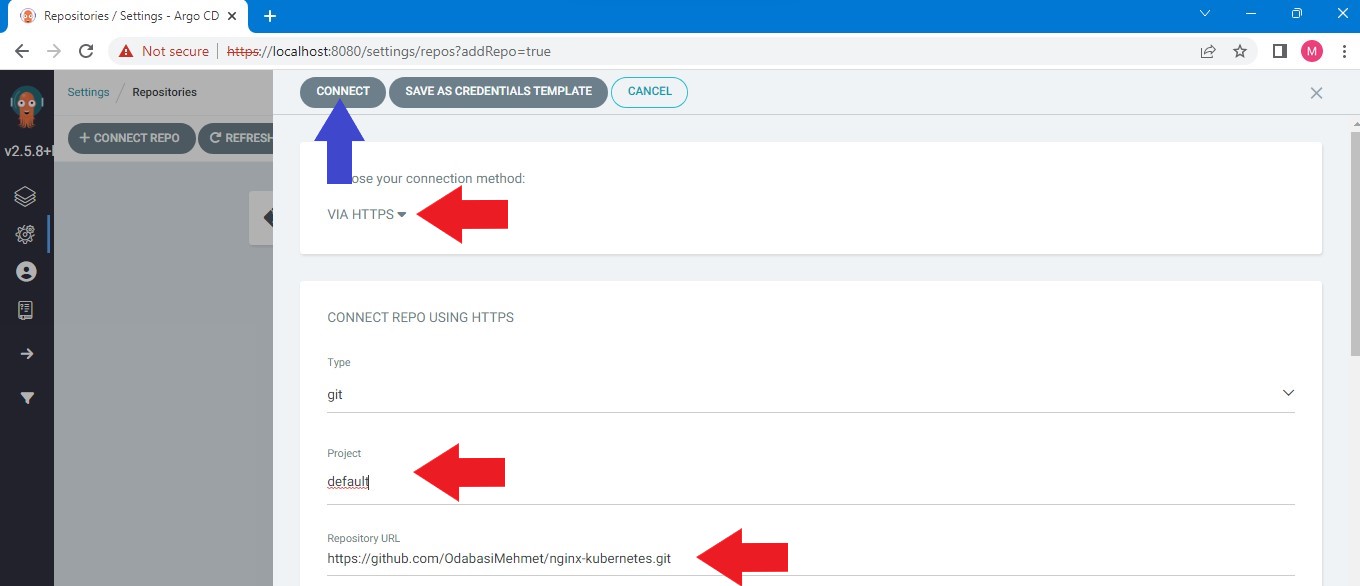 Repositories / Settings - Argo CD
Not secure https://localhost:8080/settings/repos?addRepo=true
M
Settings / Repositories
CONNECT SAVE AS CREDENTIALS TEMPLATE CANCEL
+ CONNECT REPO REFRESH
v2.5.8+
ose your connection method:
VIA HTTPS
CONNECT REPO USING HTTPS
Type
git
Project
default
Repository URL
https://github.com/OdabasiMehmet/nginx-kubernetes.git